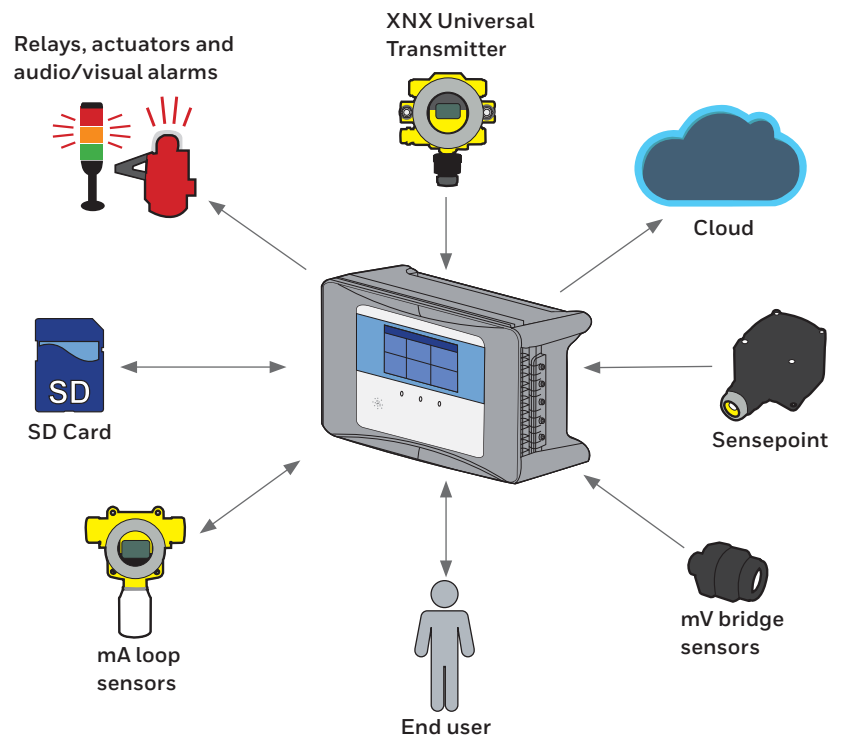 XNX Universal
Transmitter
Relays, actuators and
audio/visual alarms
Cloud
SD
SD Card
Sensepoint
mV bridge
sensors
mA loop
sensors
End user